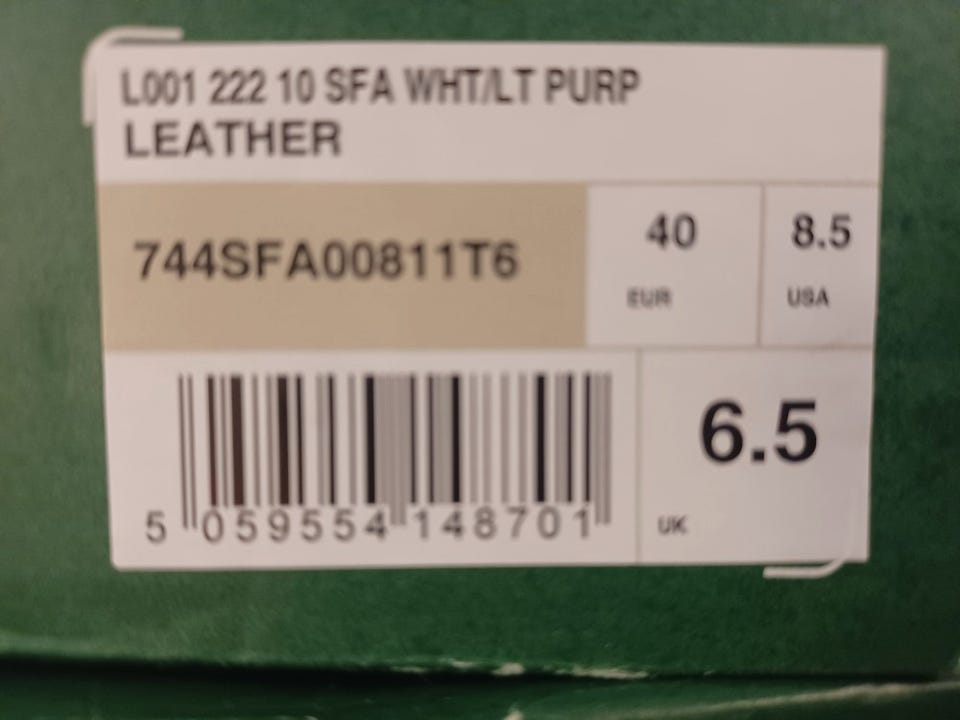 L001 222 10 SFA WHT/LT PURP
LEATHER
744SFA00811T6
40
EUR
8.5
USA
5 059554 148701
6.5
UK